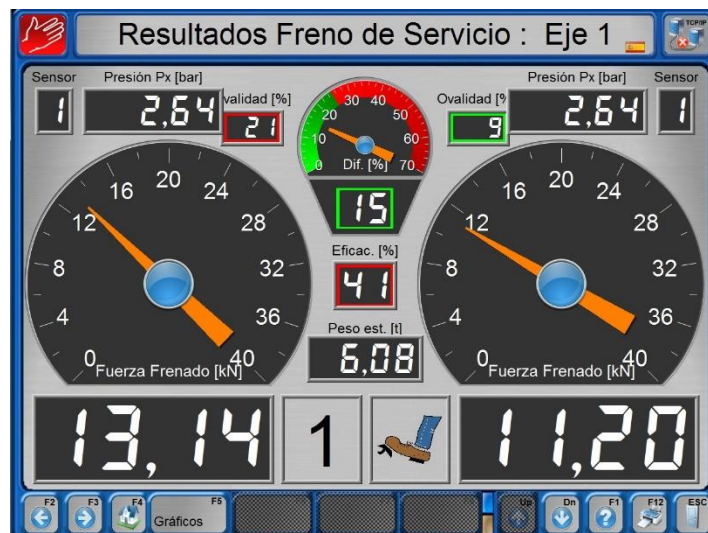 Resultados Freno de Servicio : Eje 1
TCP/IP
Sensor
Presión Px [bar]
Presión Px [bar]
Sensor
1
2,64
validad [%]
21
Ovalidad [%
9
2,64
1
0 10 20 30 40 50 60 70
Dif. [%]
15
Eficac. [%]
41
Peso est. [t]
6,08
0 4 8 12 16 20 24 28 32 36 40
Fuerza Frenado [kN]
0 4 8 12 16 20 24 28 32 36 40
Fuerza Frenado [kN]
13,14
1
11,20
F2
F3
F4
F5
Gráficos
Up
Dn
F1
F12
ESC